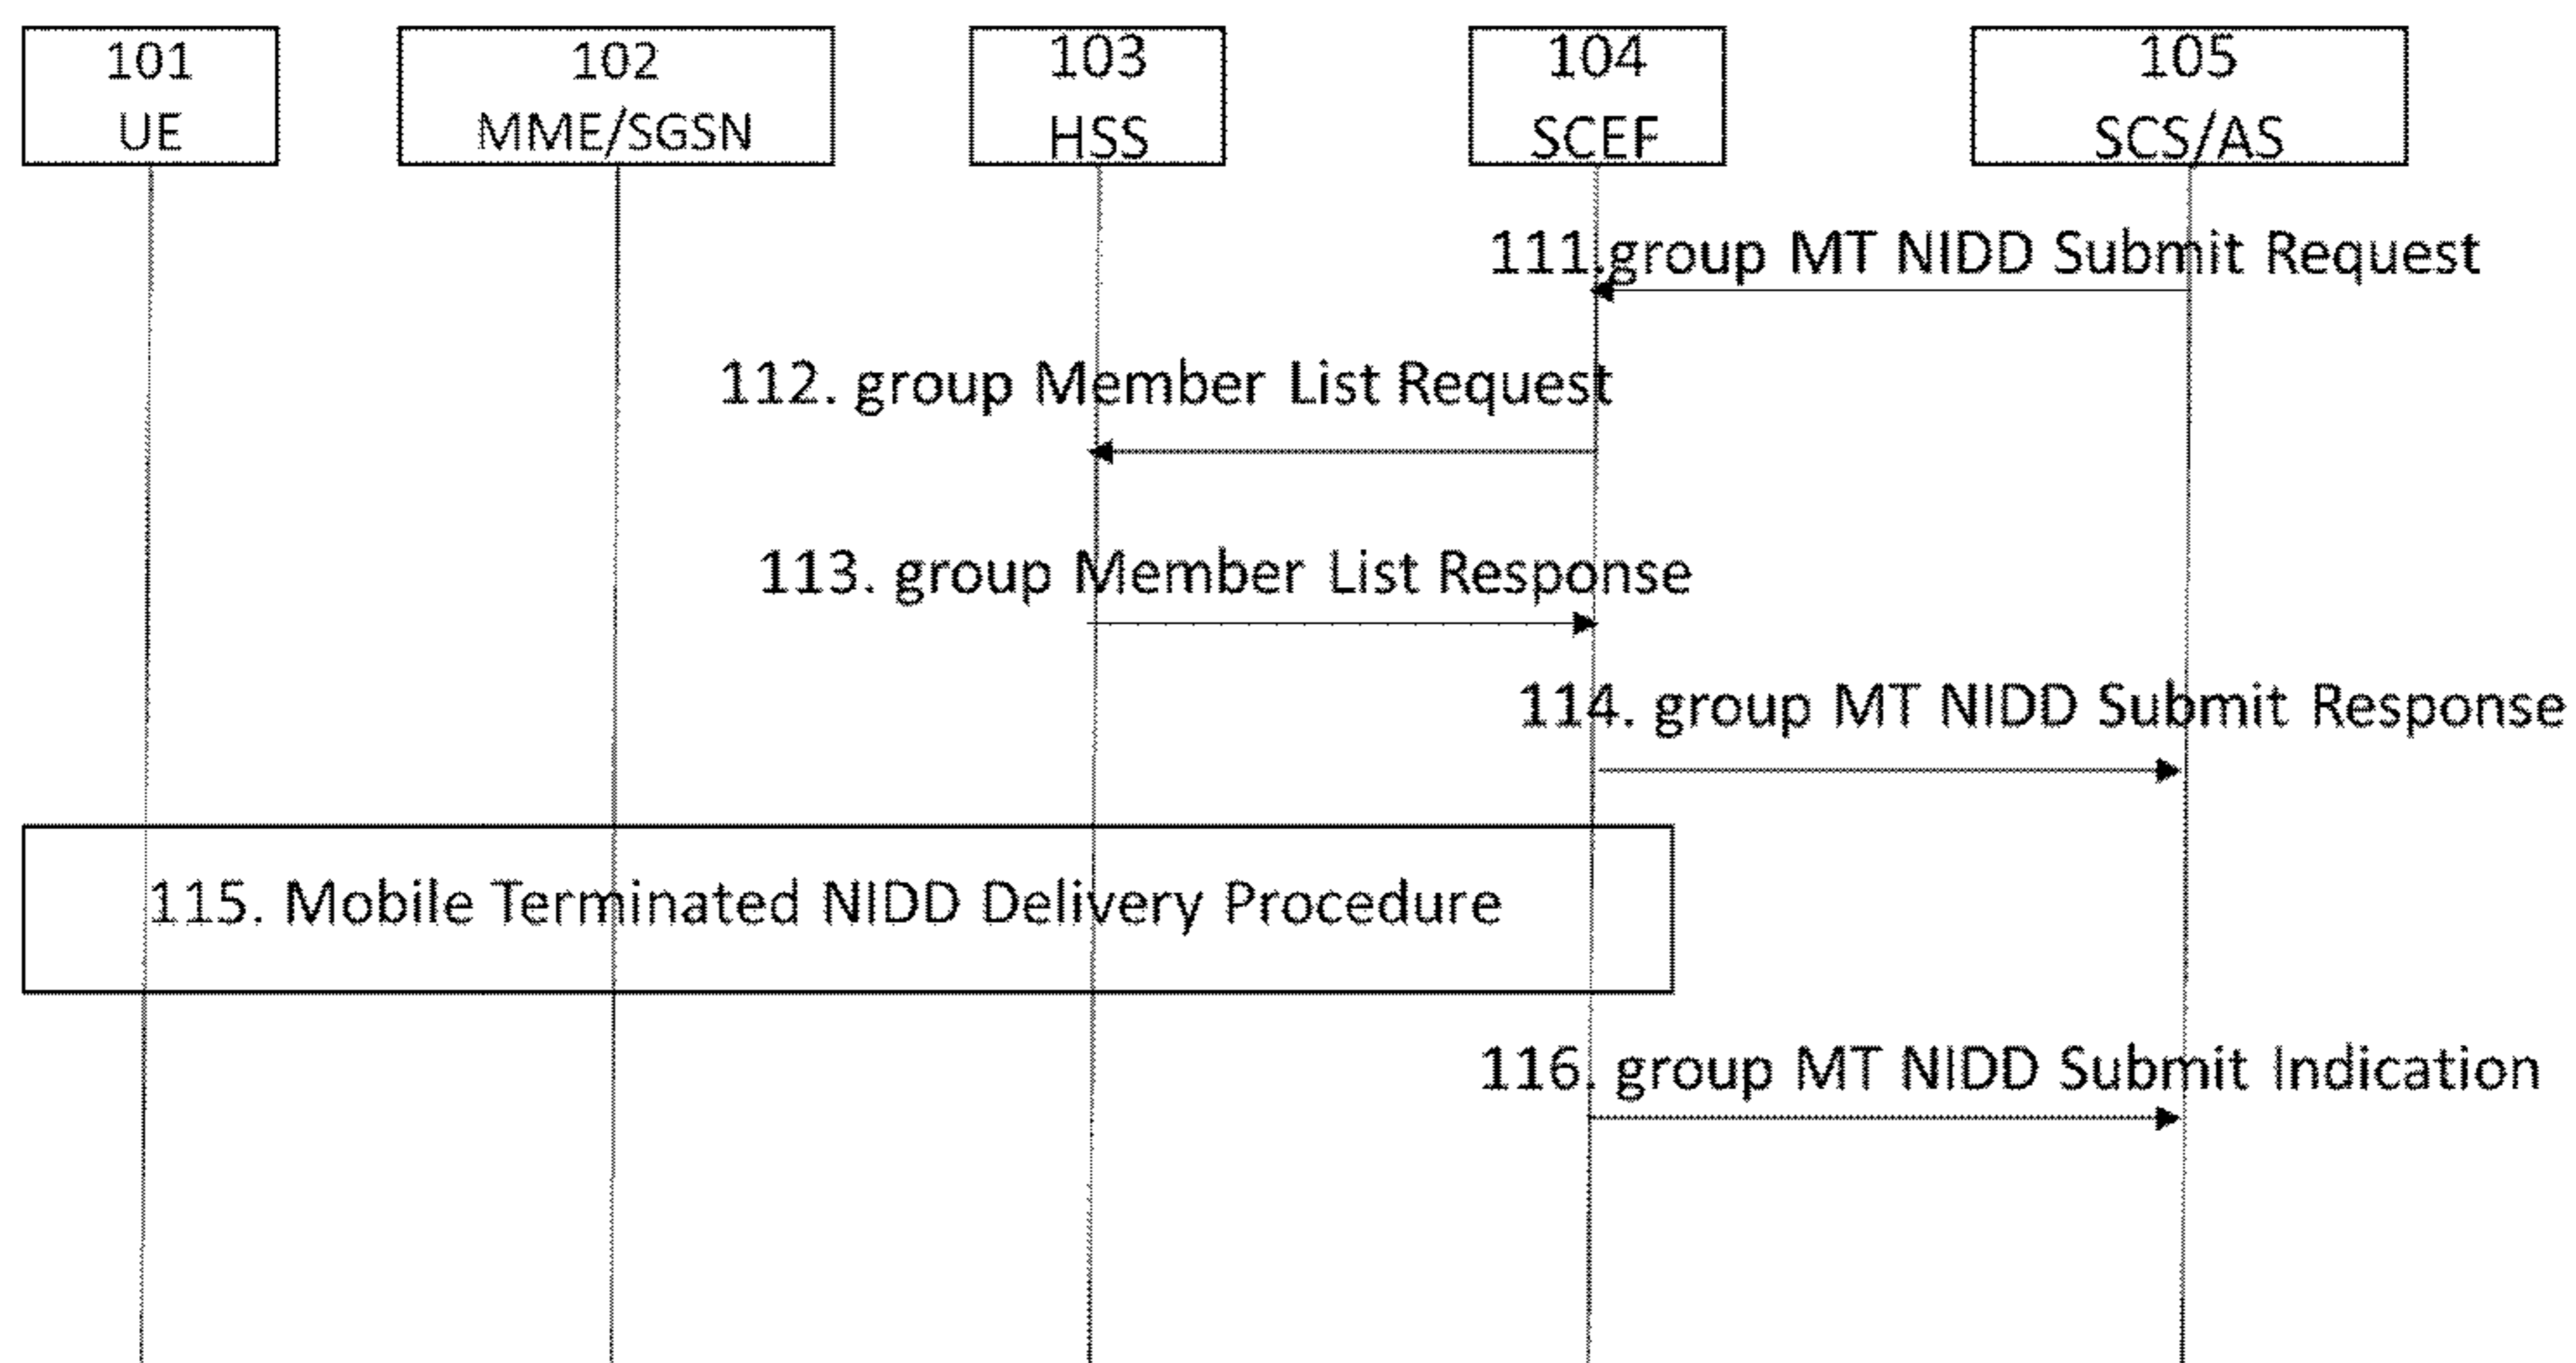 101
UE
102
MME/SGSN
103
HSS
104
SCEF
105
SCS/AS
111.group MT NIDD Submit Request
112. group Member List Request
113. group Member List Response
114. group MT NIDD Submit Response
115. Mobile Terminated NIDD Delivery Procedure
116. group MT NIDD Submit Indication